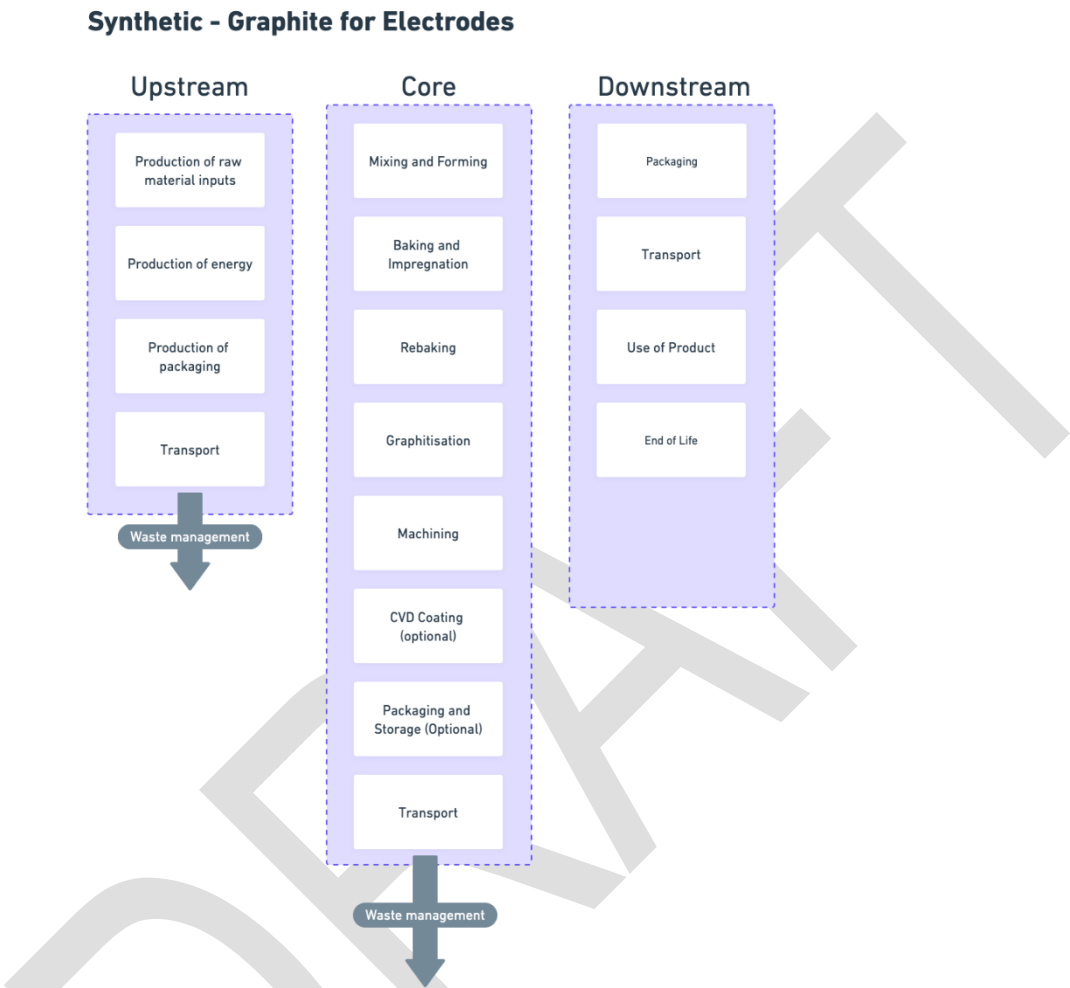 Synthetic - Graphite for Electrodes
Upstream
Production of raw
material inputs
Production of energy
Production of
packaging
Transport
Waste management
Core
Mixing and Forming
Baking and
Impregnation
Rebaking
Graphitisation
Machining
CVD Coating
(optional)
Packaging and
Storage (Optional)
Transport
Waste management
Downstream
Packaging
Transport
Use of Product
End of Life
DRAFT